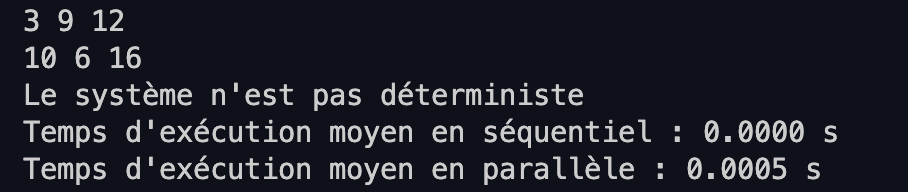 3 9 12
10 6 16
Le système n'est pas déterministe
Temps d'exécution moyen en séquentiel : 0.0000 s
Temps d'exécution moyen en parallèle : 0.0005 s